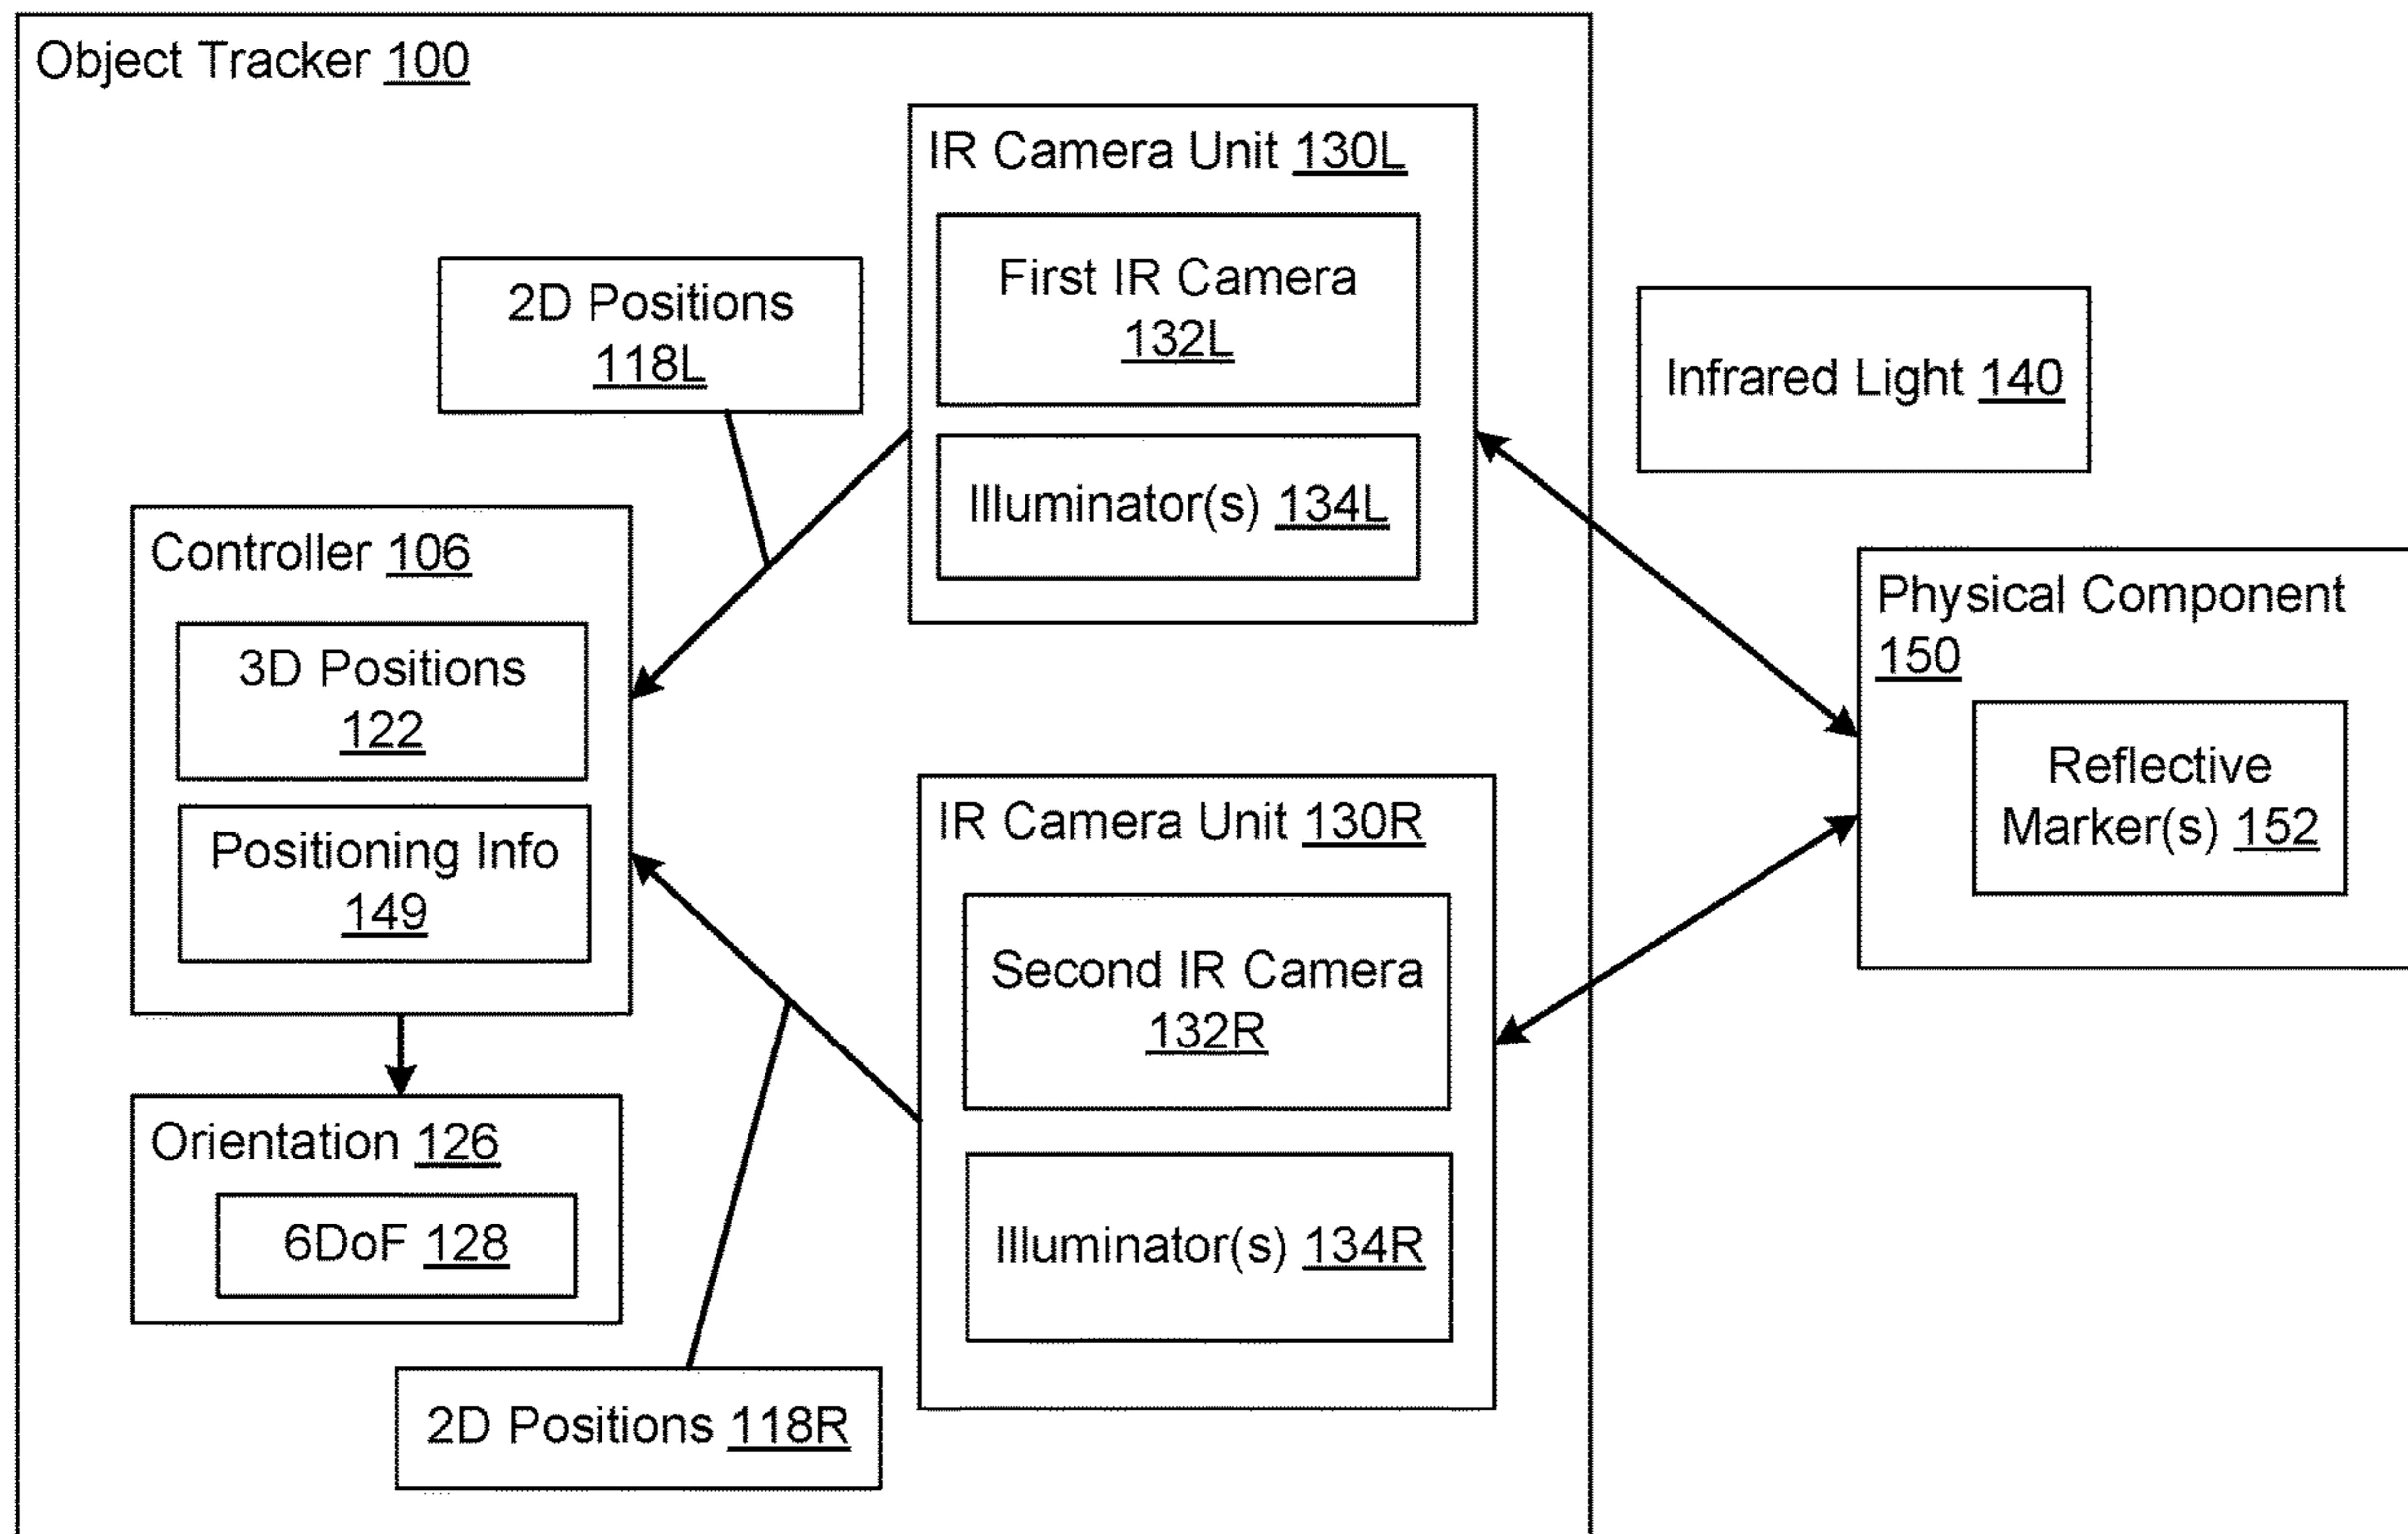 Object Tracker 100
IR Camera Unit 130L
First IR Camera
132L
Illuminator(s) 134L
2D Positions
118L
Infrared Light 140
Controller 106
3D Positions
122
Positioning Info
149
Physical Component
150
Reflective
Marker(s) 152
IR Camera Unit 130R
Second IR Camera
132R
Illuminator(s) 134R
Orientation 126
6DoF 128
2D Positions 118R